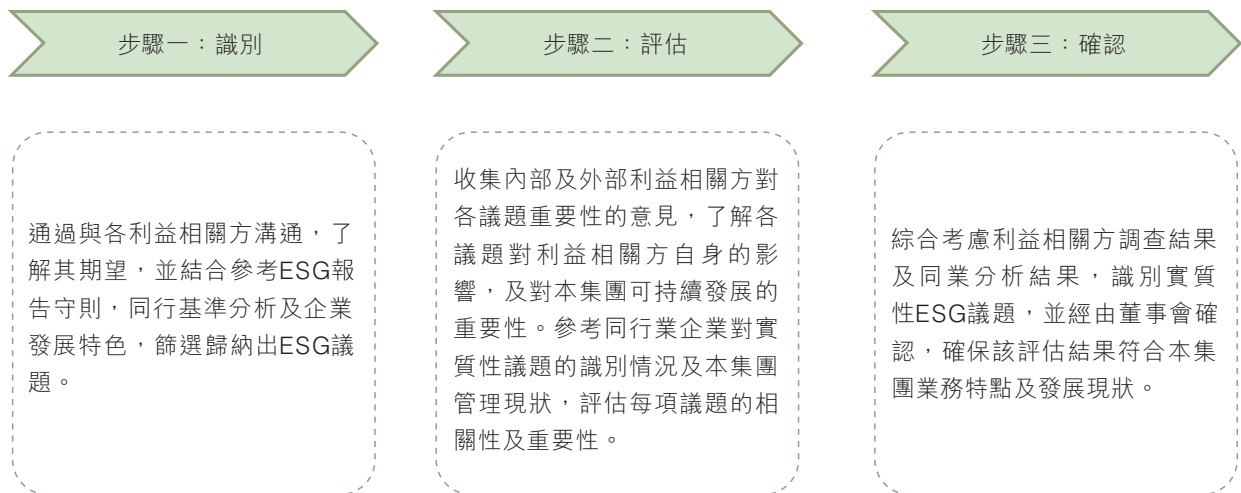 步驟一：識別
通過與各利益相關方溝通，了
解其期望，並結合參考ESG報
告守則，同行基準分析及企業
發展特色，篩選歸納出ESG議
題。
步驟二：評估
收集內部及外部利益相關方對
各議題重要性的意見，了解各
議題對利益相關方自身的影
響，及對本集團可持續發展的
重要性。參考同行業企業對實
質性議題的識別情況及本集團
管理現狀，評估每項議題的相
關性及重要性。
步驟三：確認
綜合考慮利益相關方調查結果
及同業分析結果，識別實質
性ESG議題，並經由董事會確
認，確保該評估結果符合本集
團業務特點及發展現狀。